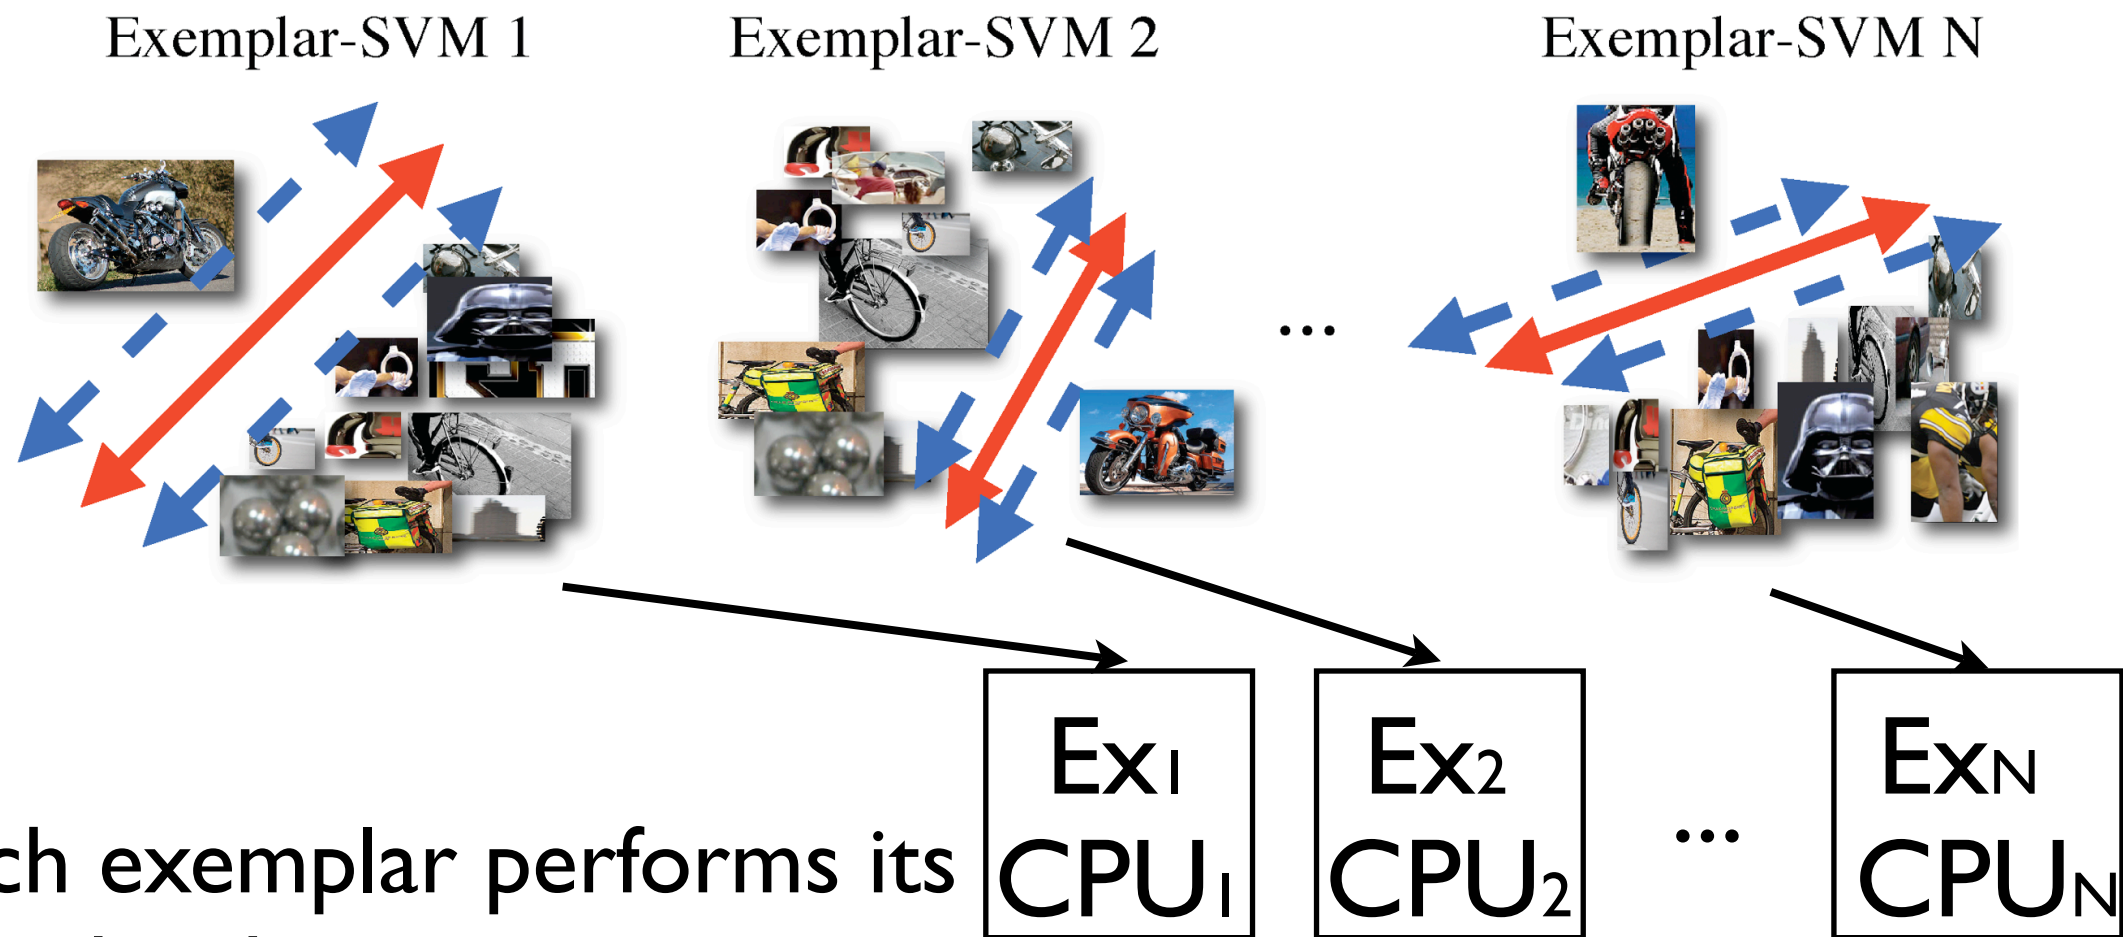 Exemplar-SVM 1
Exemplar-SVM 2
Exemplar-SVM N
...
Ex1
CPU1
Ex2
CPU2
...
ExN
CPUN
ch exemplar performs its